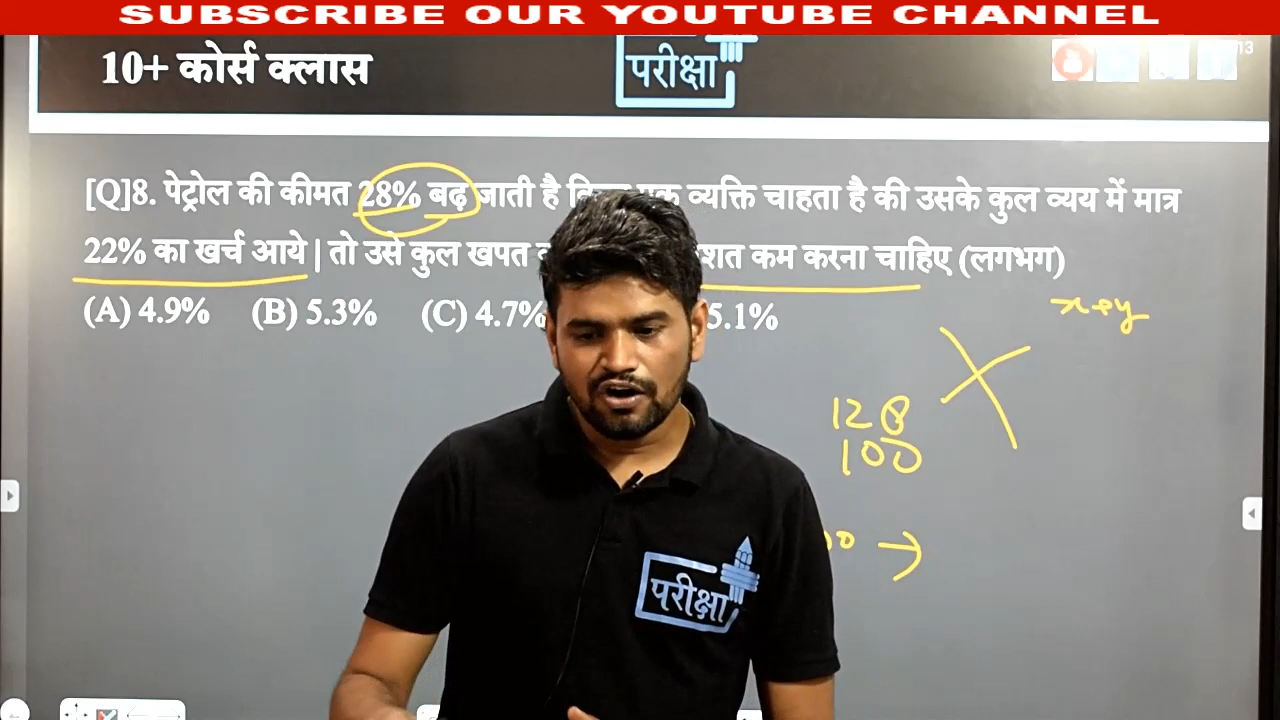 SUBSCRIBE OUR YOUTUBE CHANNEL
10+ कोर्स क्लास
परीक्षा
13
[Q]8. पेट्रोल की कीमत 28% बढ़ जाती है व्यक्ति चाहता है की उसके कुल व्यय में मात्र
22% का खर्च आये | तो उसे कुल खपत कम करना चाहिए (लगभग)
(A) 4.9% (B) 5.3% (C) 4.7% 5.1%
x+y
128
100
परीक्षा